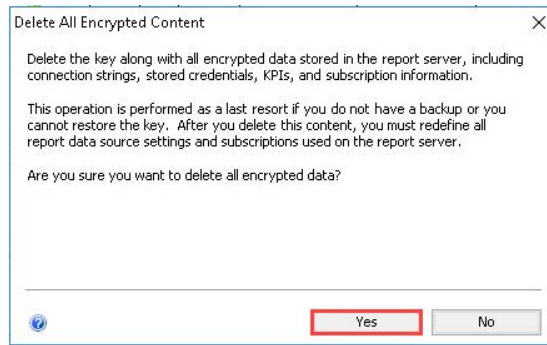 Delete All Encrypted Content
Delete the key along with all encrypted data stored in the report server, including
connection strings, stored credentials, KPIs, and subscription information.
This operation is performed as a last resort if you do not have a backup or you
cannot restore the key. After you delete this content, you must redefine all
report data source settings and subscriptions used on the report server.
Are you sure you want to delete all encrypted data?
Yes
No